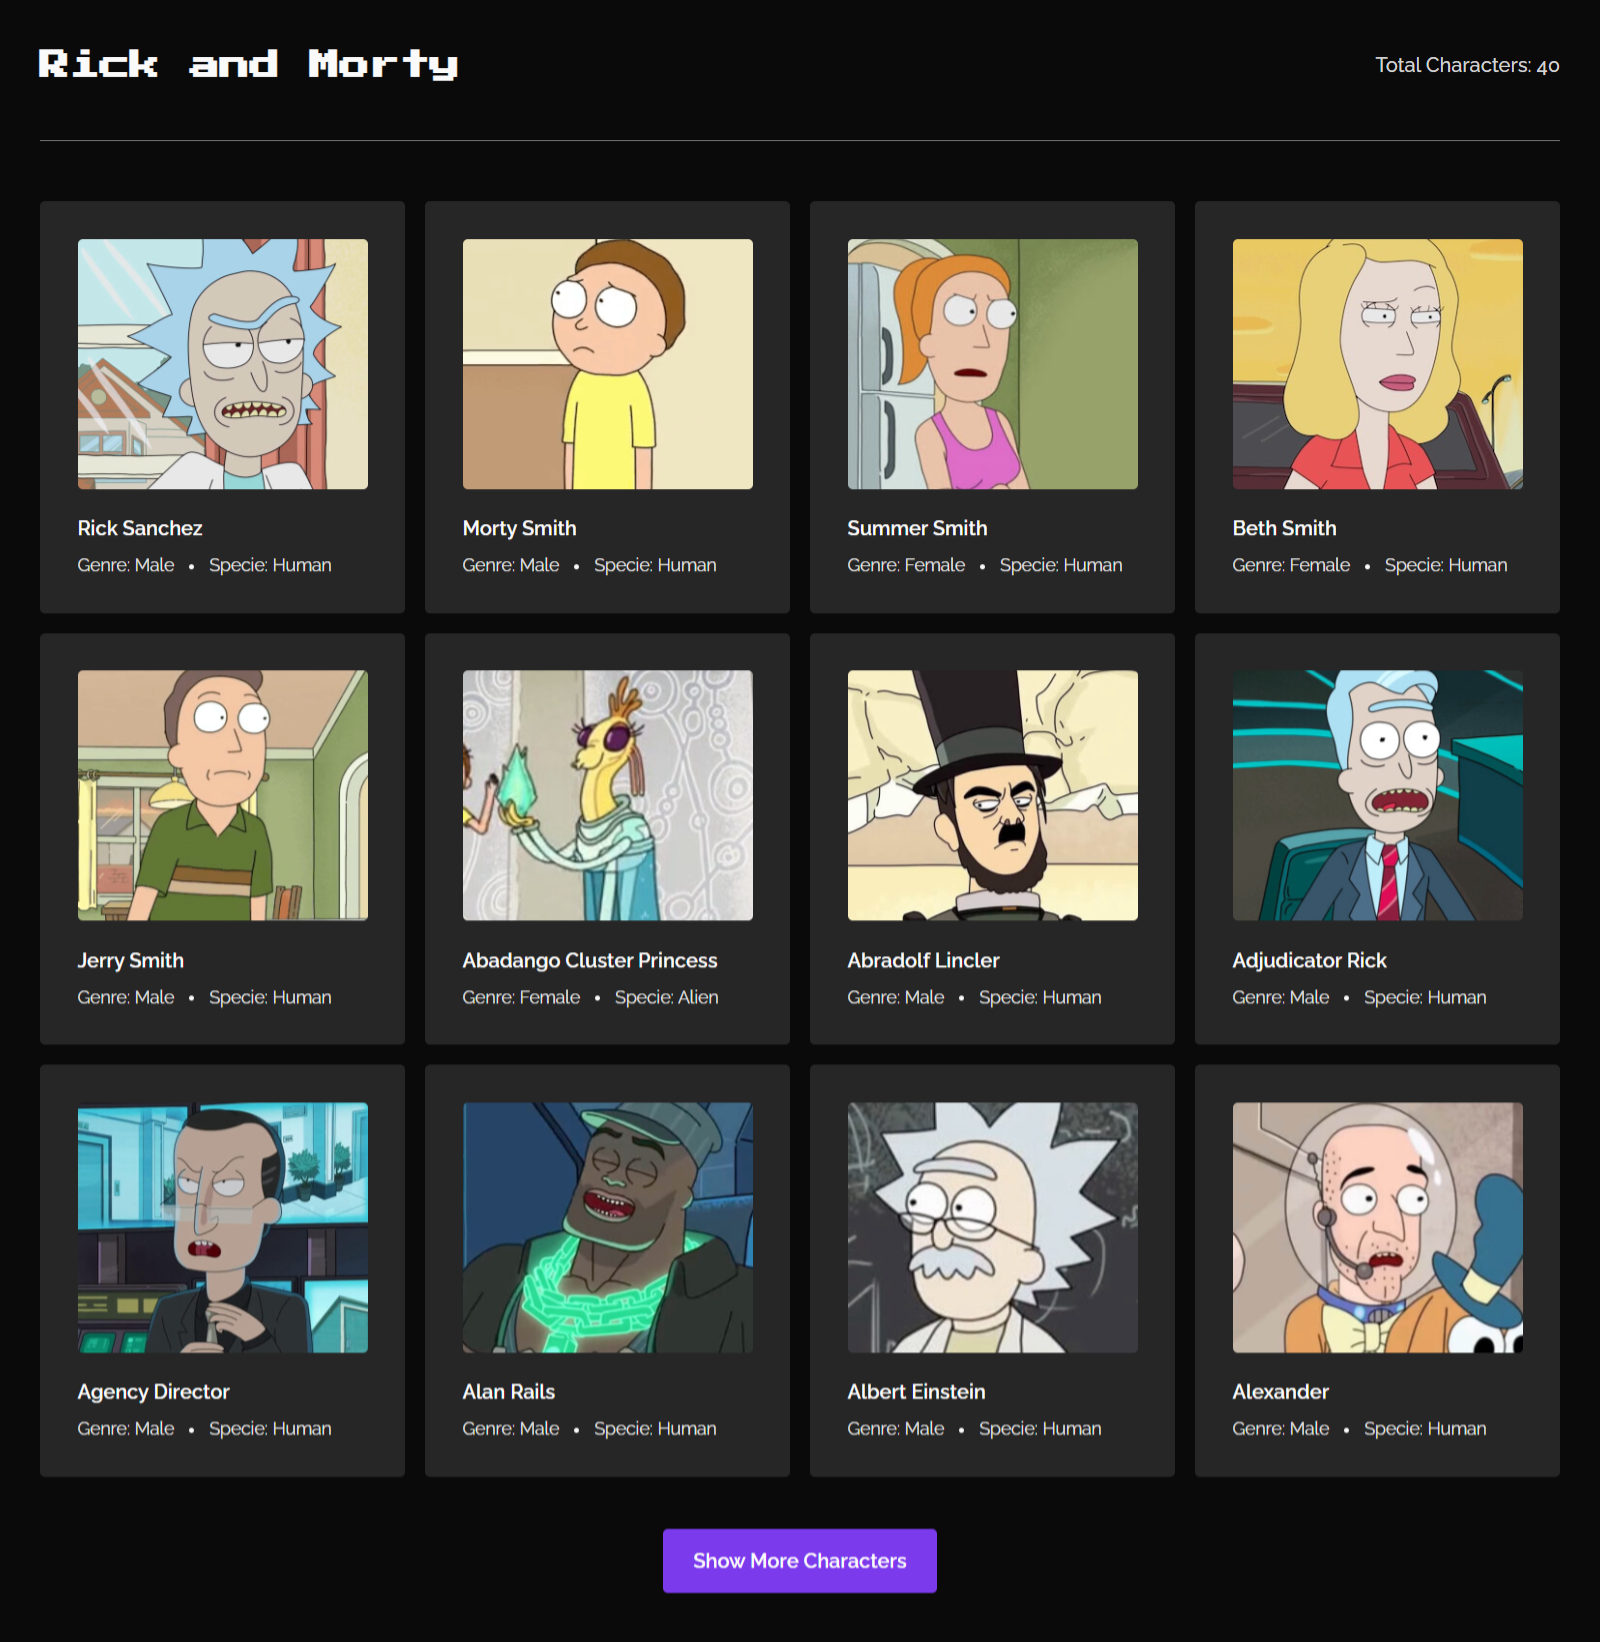 Rick and Morty
Total Characters: 40
Rick Sanchez
Genre: Male • Specie: Human
Morty Smith
Genre: Male • Specie: Human
Summer Smith
Genre: Female • Specie: Human
Beth Smith
Genre: Female • Specie: Human
Jerry Smith
Genre: Male • Specie: Human
Abadango Cluster Princess
Genre: Female • Specie: Alien
Abradolf Lincler
Genre: Male • Specie: Human
Adjudicator Rick
Genre: Male • Specie: Human
Agency Director
Genre: Male • Specie: Human
Alan Rails
Genre: Male • Specie: Human
Albert Einstein
Genre: Male • Specie: Human
Alexander
Genre: Male • Specie: Human
Show More Characters